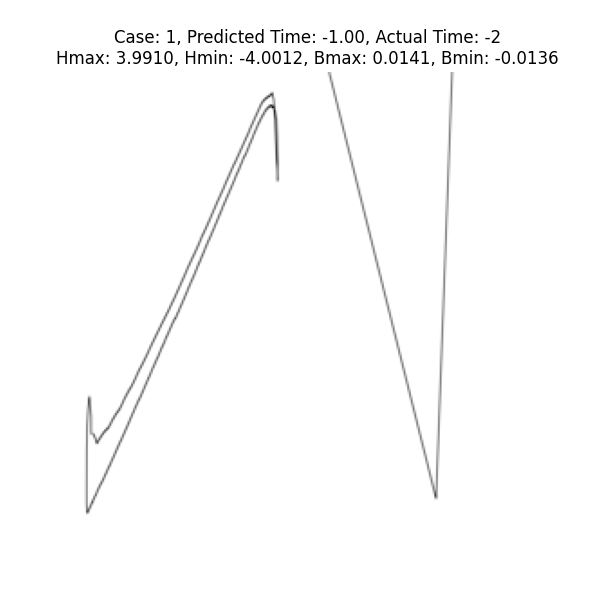 Case: 1, Predicted Time: -1.00, Actual Time: -2
Hmax: 3.9910, Hmin: -4.0012, Bmax: 0.0141, Bmin: -0.0136